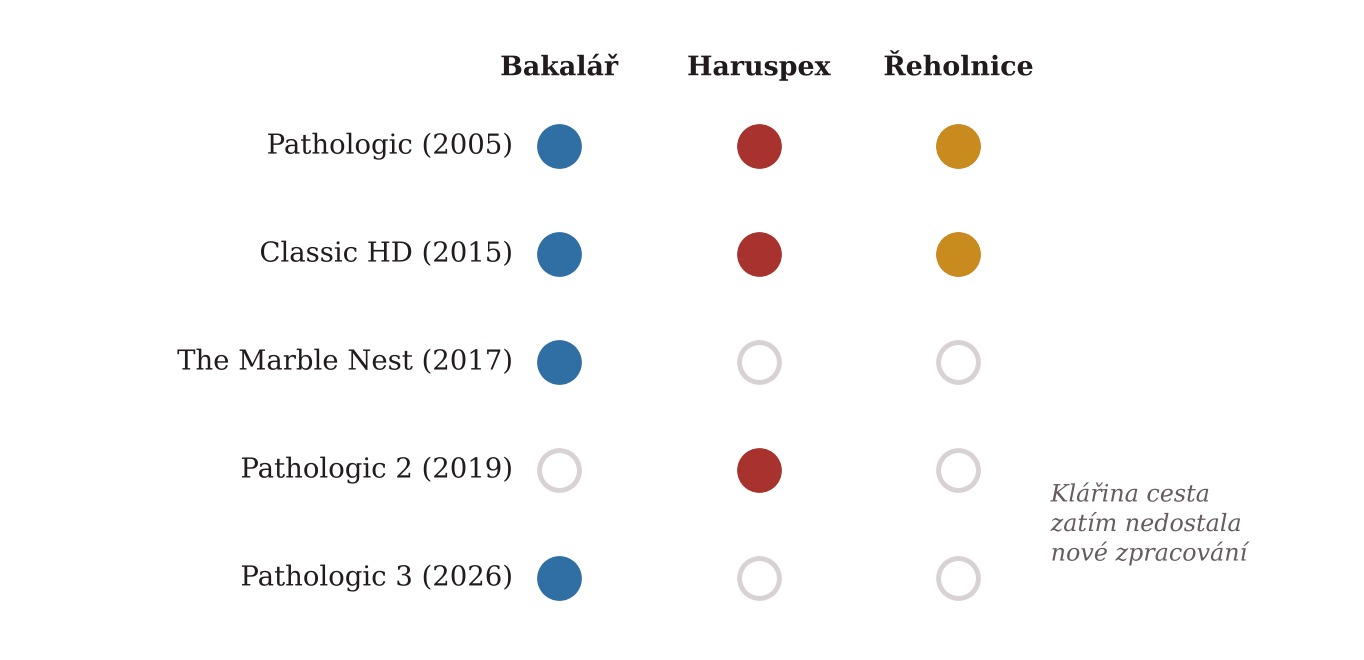 Bakalář Haruspex Řeholnice
Pathologic (2005)
Classic HD (2015)
The Marble Nest (2017)
Pathologic 2 (2019)
Klářina cesta
zatím nedostala
nové zpracování
Pathologic 3 (2026)